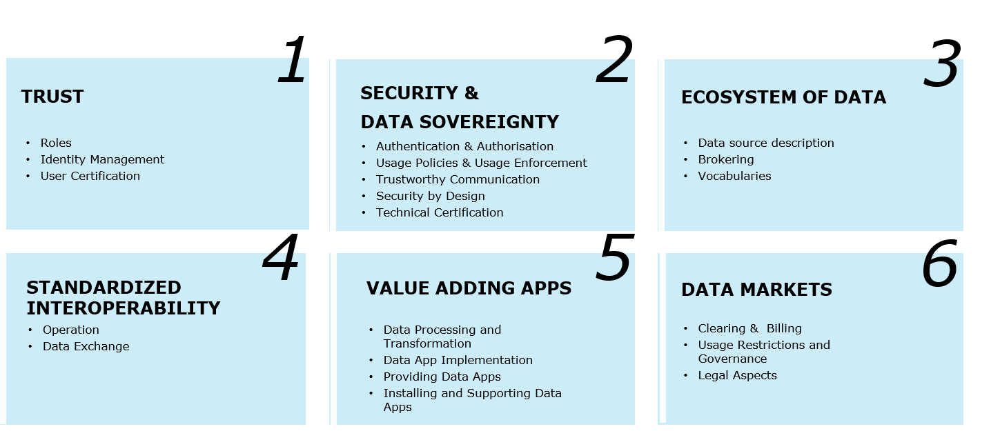 1
TRUST
• Roles
• Identity Management
• User Certification
2
SECURITY &
DATA SOVEREIGNTY
• Authentication & Authorisation
• Usage Policies & Usage Enforcement
• Trustworthy Communication
• Security by Design
• Technical Certification
3
ECOSYSTEM OF DATA
• Data source description
• Brokering
• Vocabularies
4
STANDARDIZED
INTEROPERABILITY
• Operation
• Data Exchange
5
VALUE ADDING APPS
• Data Processing and
Transformation
• Data App Implementation
• Providing Data Apps
• Installing and Supporting Data
Apps
6
DATA MARKETS
• Clearing &  Billing
• Usage Restrictions and
Governance
• Legal Aspects